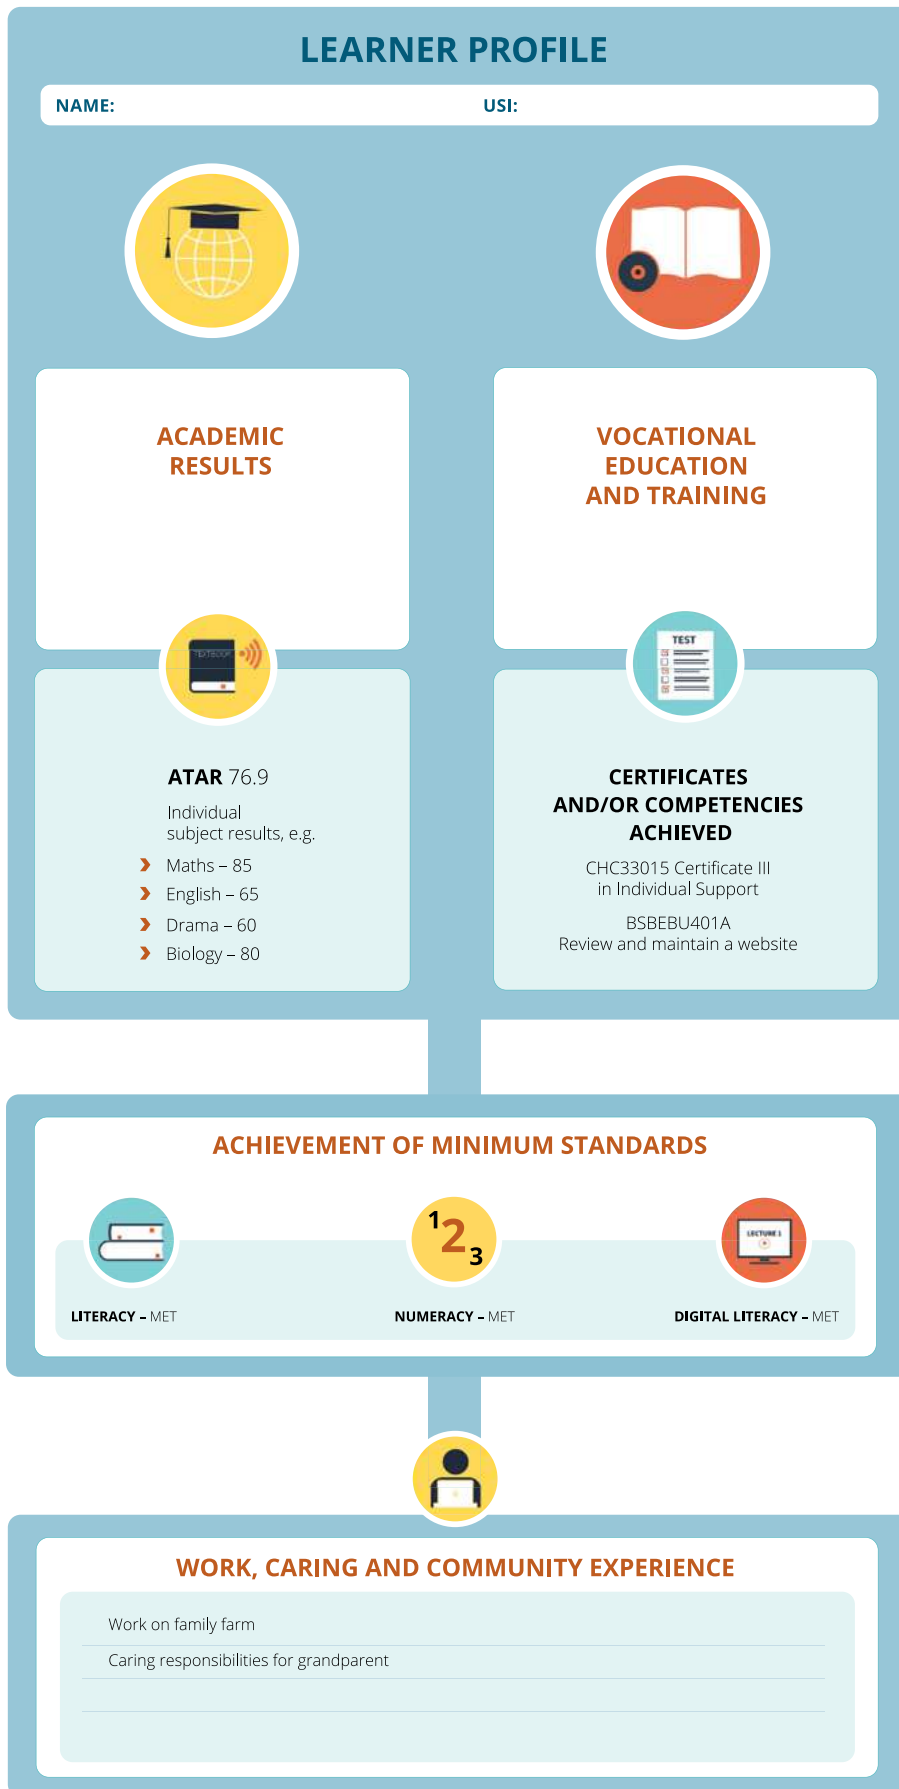 LEARNER PROFILE
NAME: USI:
ACADEMIC
RESULTS
VOCATIONAL
EDUCATION
AND TRAINING
TEXTBOOK
TEST
ATAR 76.9
Individual
subject results, e.g.
Maths – 85
English – 65
Drama – 60
Biology – 80
CERTIFICATES
AND/OR COMPETENCIES
ACHIEVED
CHC33015 Certificate III
in Individual Support
BSBEBU401A
Review and maintain a website
ACHIEVEMENT OF MINIMUM STANDARDS
1 2 3
LECTURE 1
LITERACY – MET
NUMERACY – MET
DIGITAL LITERACY – MET
WORK, CARING AND COMMUNITY EXPERIENCE
Work on family farm
Caring responsibilities for grandparent